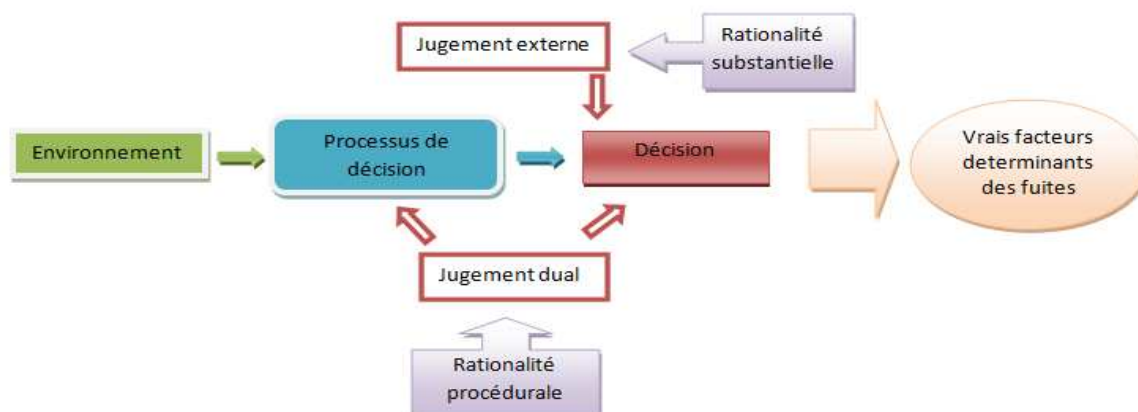 Jugement externe
Rationalité
substantielle
Environnement
Processus de
décision
Décision
Vrais facteurs
determinants
des fuites
Jugement dual
Rationalité
procédurale